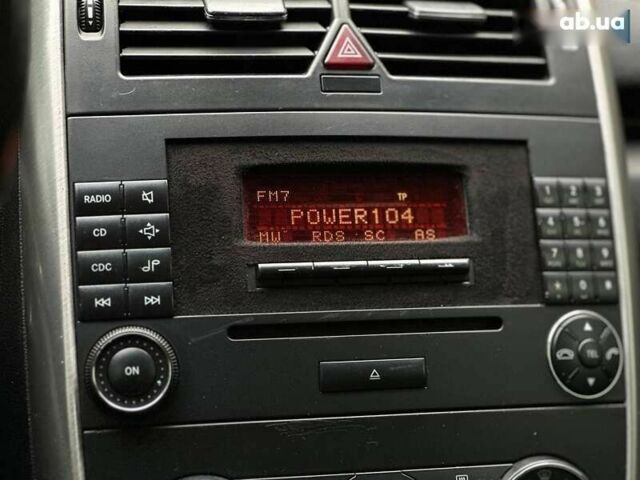 ab.ua
FM7 TP
POWER104
MW RDS SC AS
RADIO
CD
CDC
ON
1 2 3
4 5 6
7 8 9
* 0 #
TEL